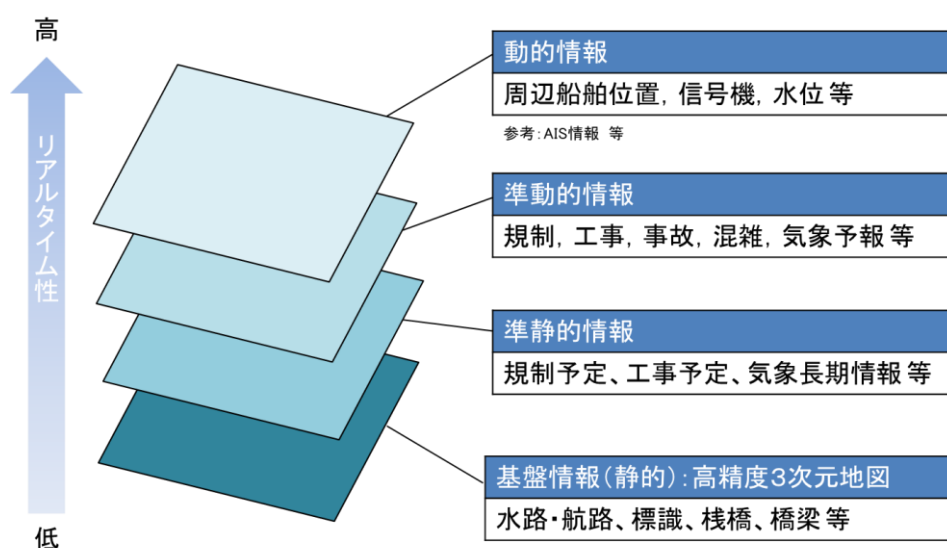 高
リアルタイム性
低
動的情報
周辺船舶位置, 信号機, 水位 等
参考：AIS情報 等
準動的情報
規制, 工事, 事故, 混雑, 気象予報 等
準静的情報
規制予定、工事予定、気象長期情報 等
基盤情報（静的）：高精度３次元地図
水路・航路、標識、桟橋、橋梁 等